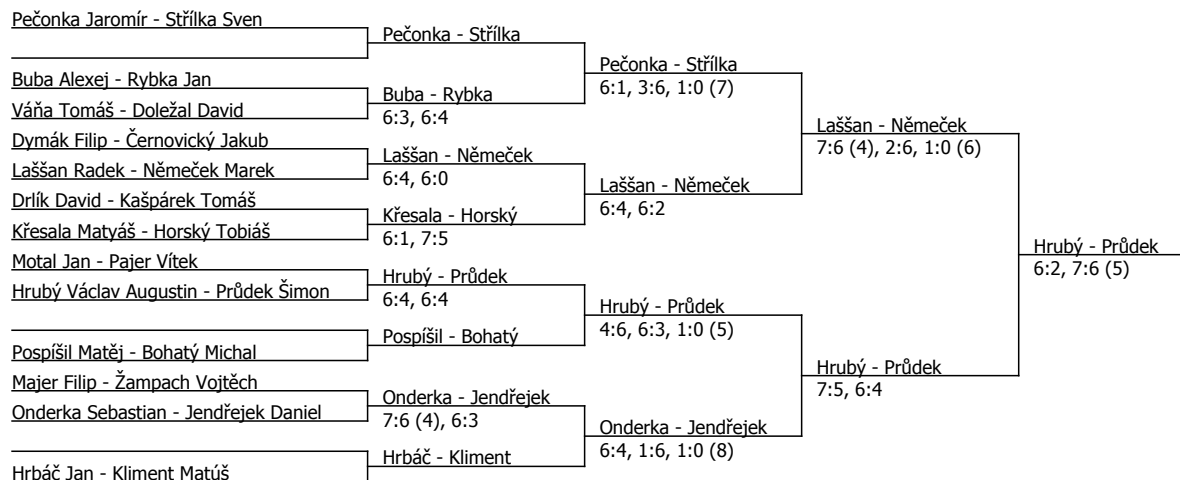 Pečonka Jaromír - Střílka Sven
Buba Alexej - Rybka Jan
Váňa Tomáš - Doležal David
Dymák Filip - Černovický Jakub
Laššan Radek - Němeček Marek
Drlík David - Kašpárek Tomáš
Křesala Matyáš - Horský Tobiáš
Motal Jan - Pajer Vítek
Hrubý Václav Augustin - Průdek Šimon
Pospíšil Matěj - Bohatý Michal
Majer Filip - Žampach Vojtěch
Onderka Sebastian - Jendřejek Daniel
Hrbáč Jan - Kliment Matúš
Pečonka - Střílka
Buba - Rybka
6:3, 6:4
Laššan - Němeček
6:4, 6:0
Křesala - Horský
6:1, 7:5
Hrubý - Průdek
6:4, 6:4
Pospíšil - Bohatý
Onderka - Jendřejek
7:6 (4), 6:3
Hrbáč - Kliment
Pečonka - Střílka
6:1, 3:6, 1:0 (7)
Laššan - Němeček
6:4, 6:2
Hrubý - Průdek
4:6, 6:3, 1:0 (5)
Onderka - Jendřejek
6:4, 1:6, 1:0 (8)
Laššan - Němeček
7:6 (4), 2:6, 1:0 (6)
Hrubý - Průdek
7:5, 6:4
Hrubý - Průdek
6:2, 7:6 (5)